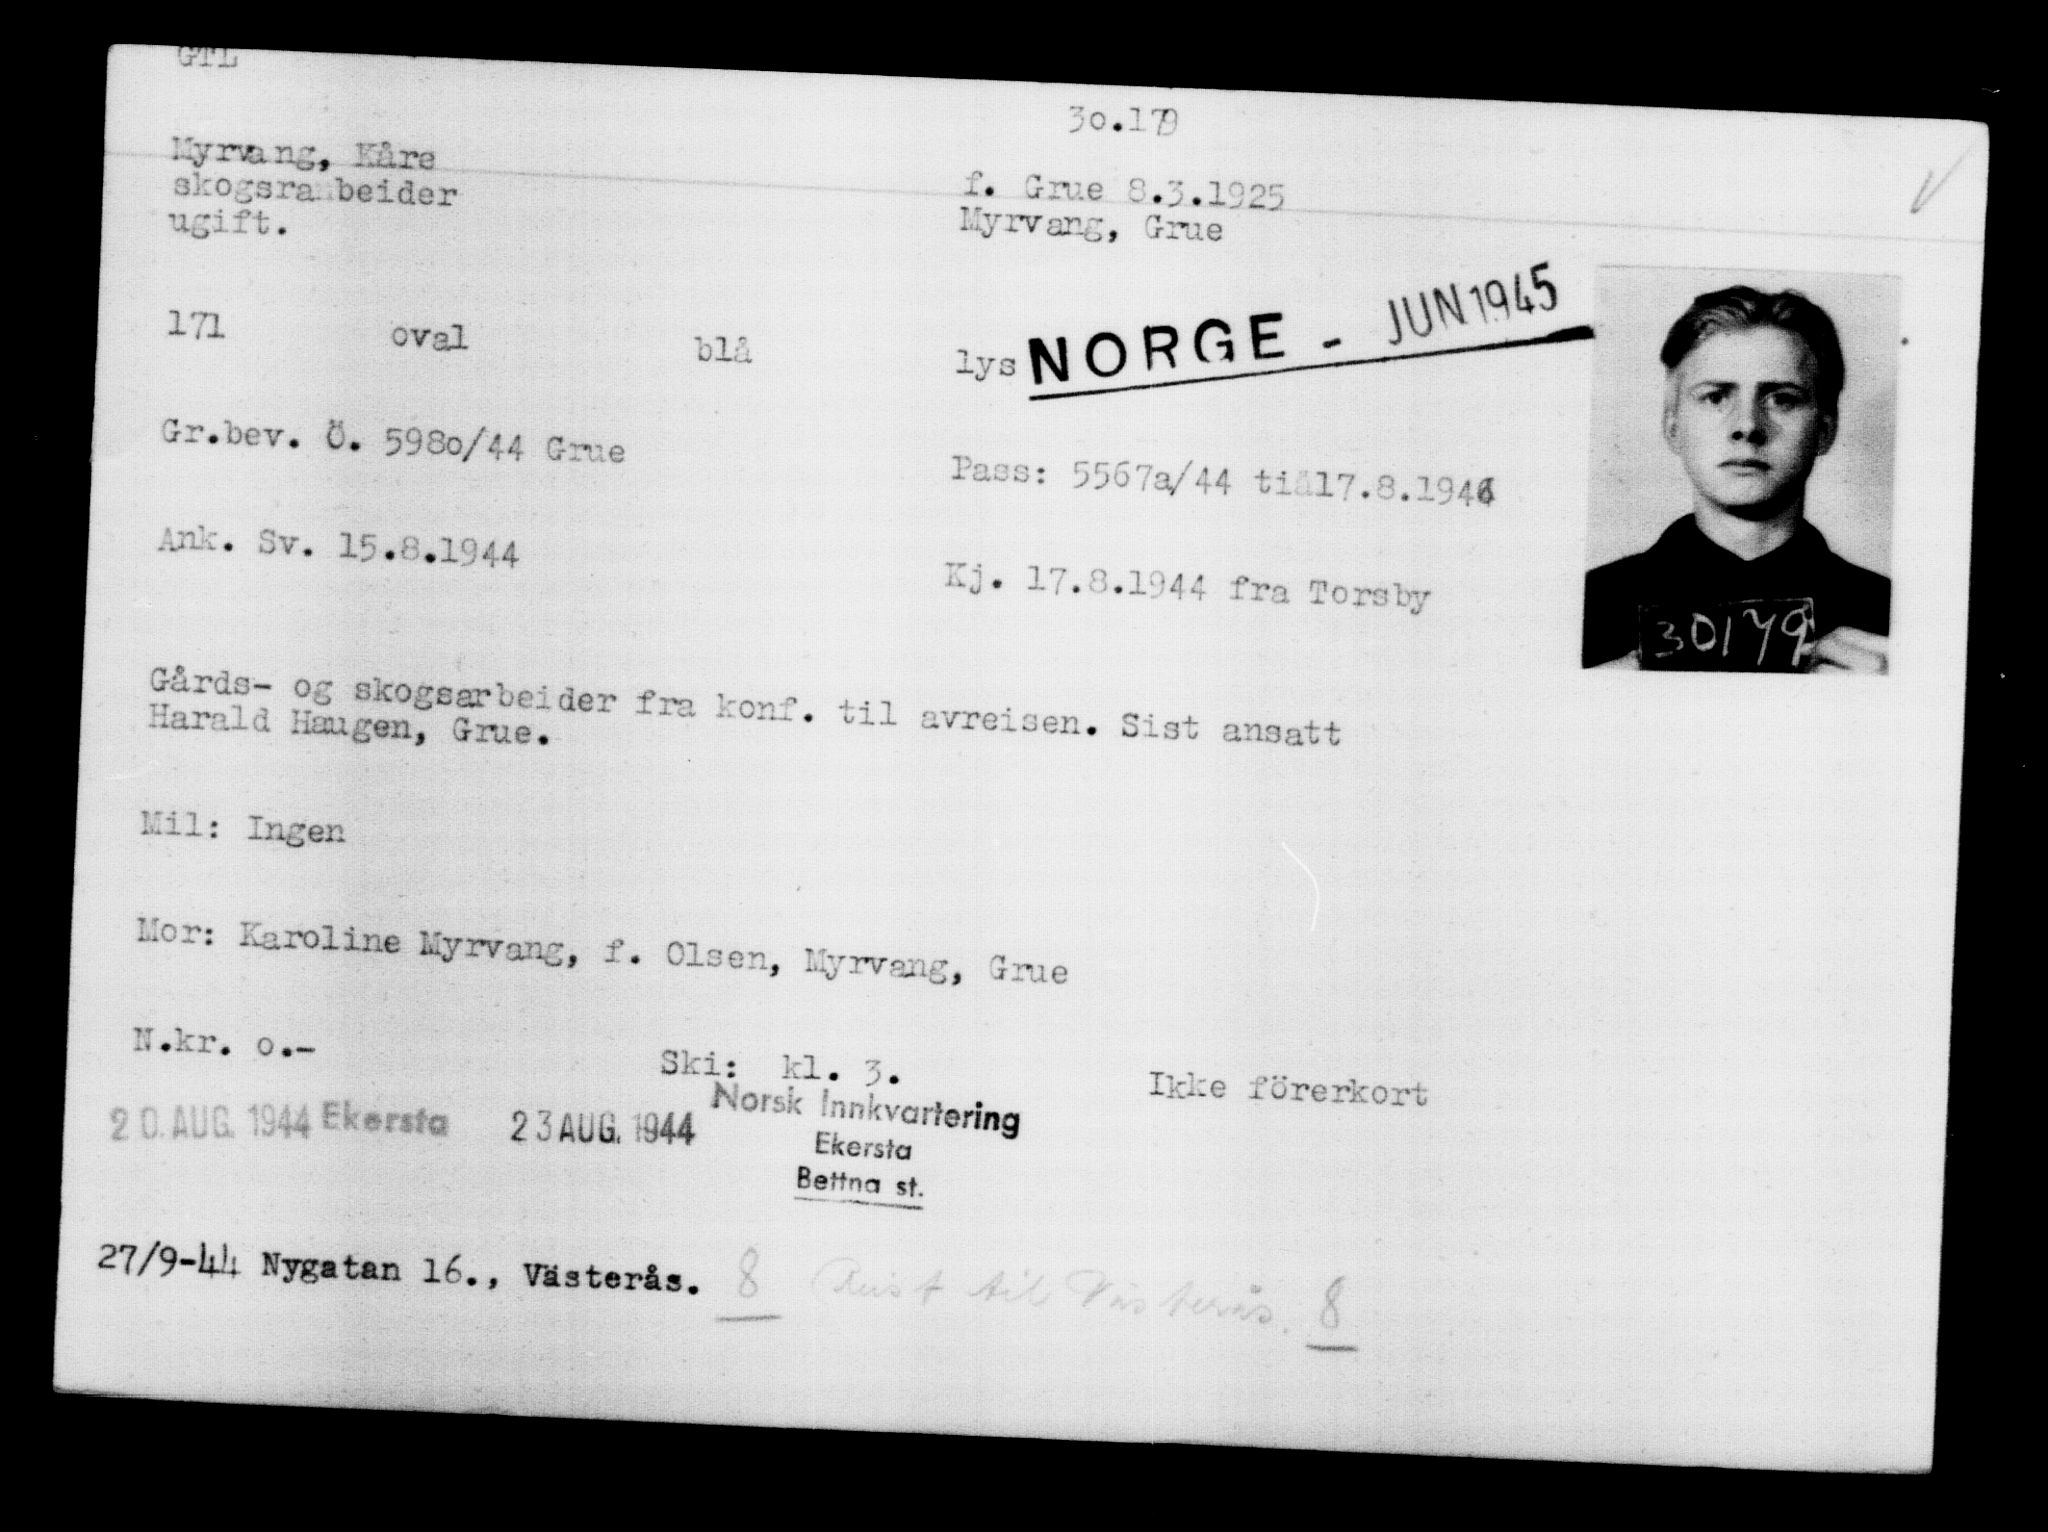 GTL
30.179
Myrvang, Kåre
skogsrarbeider
ugift.
f. Grue 8.3.1925
Myrvang, Grue
171 oval blå lys
NORGE - JUN 1945
Gr.bev. Ö. 5980/44 Grue
Pass: 5567a/44 til 17.8.1946
Ank. Sv. 15.8.1944
Kj. 17.8.1944 fra Torsby
30179
Gårds- og skogsarbeider fra konf. til avreisen. Sist ansatt
Harald Haugen, Grue.
Mil: Ingen
Mor: Karoline Myrvang, f. Olsen, Myrvang, Grue
N.kr. o.-
Ski: kl. 3.
Ikke förerkort
20. AUG. 1944 Ekersta
23 AUG. 1944
Norsk Innkvartering
Ekersta
Bettna st.
27/9-44 Nygatan 16., Västerås. 8 Reist til Västerås. 8